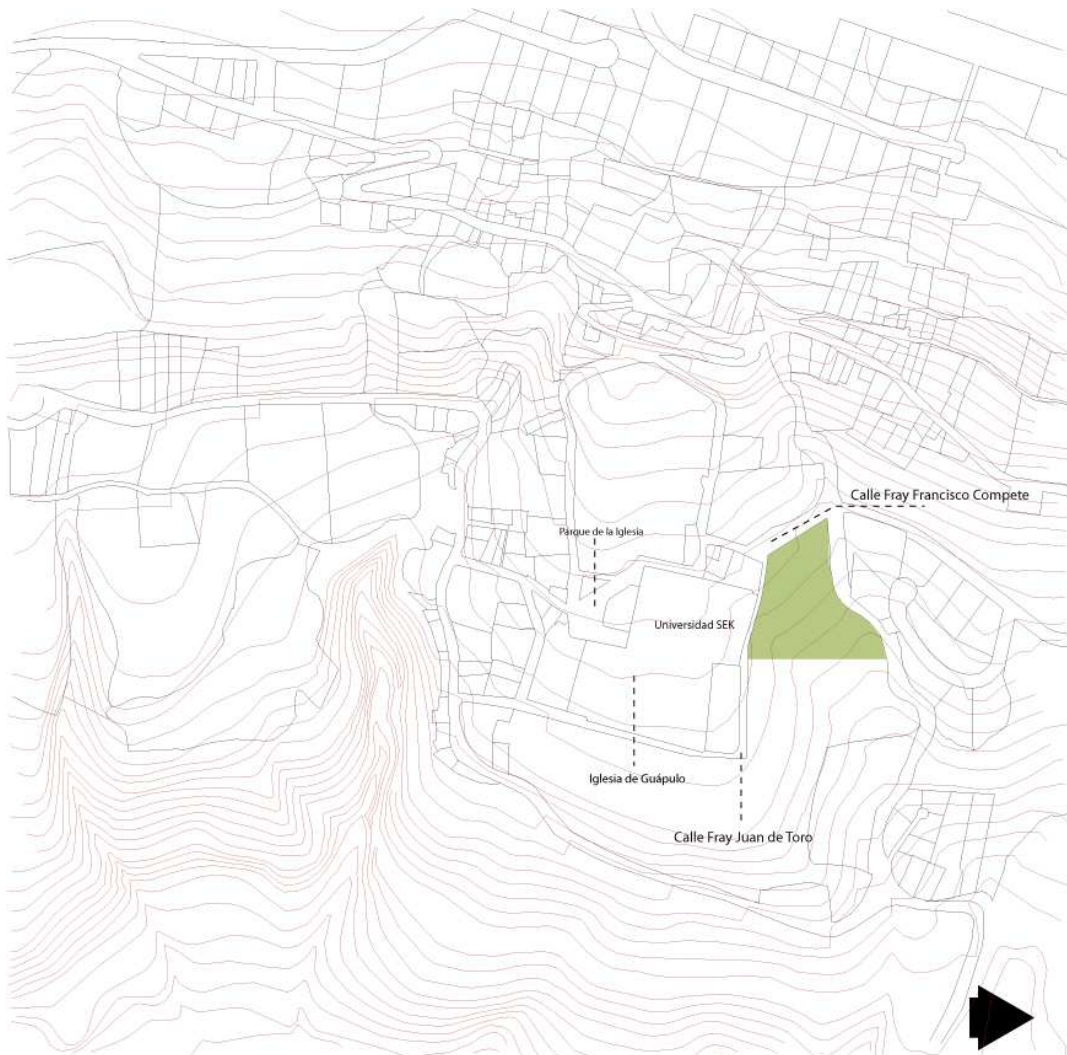 Calle Fray Francisco Compete
Parque de la Iglesia
Universidad SEK
Iglesia de Guápulo
Calle Fray Juan de Toro